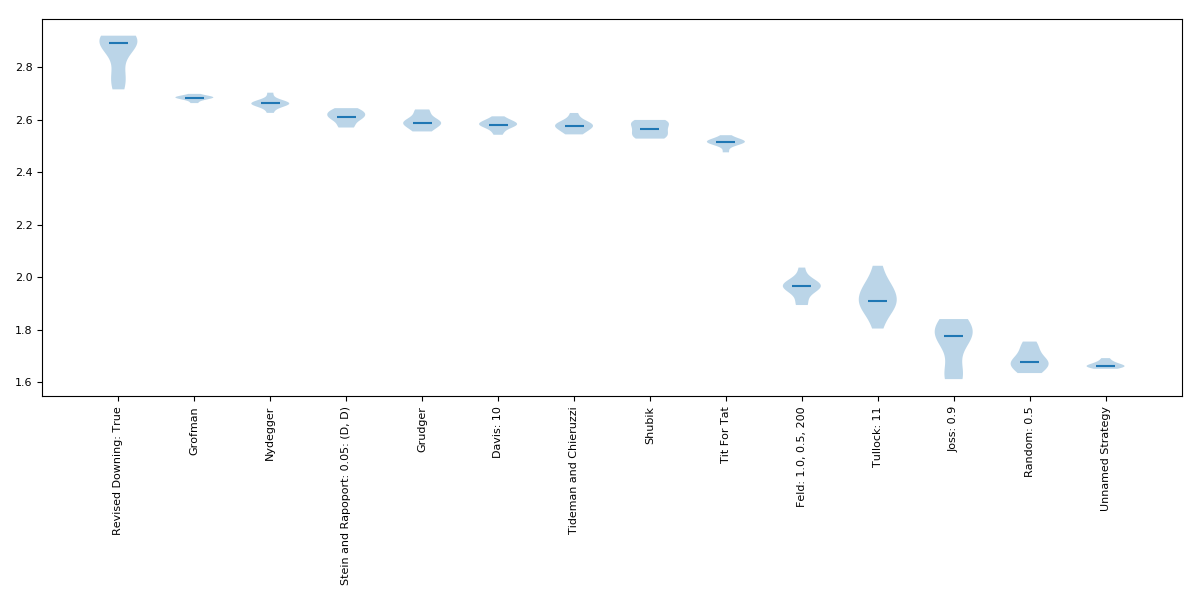 2.8
2.6
2.4
2.2
2.0
1.8
1.6
Revised Downing: True
Grofman
Nydegger
Stein and Rapoport: 0.05: (D, D)
Grudger
Davis: 10
Tideman and Chieruzzi
Shubik
Tit For Tat
Feld: 1.0, 0.5, 200
Tullock: 11
Joss: 0.9
Random: 0.5
Unnamed Strategy